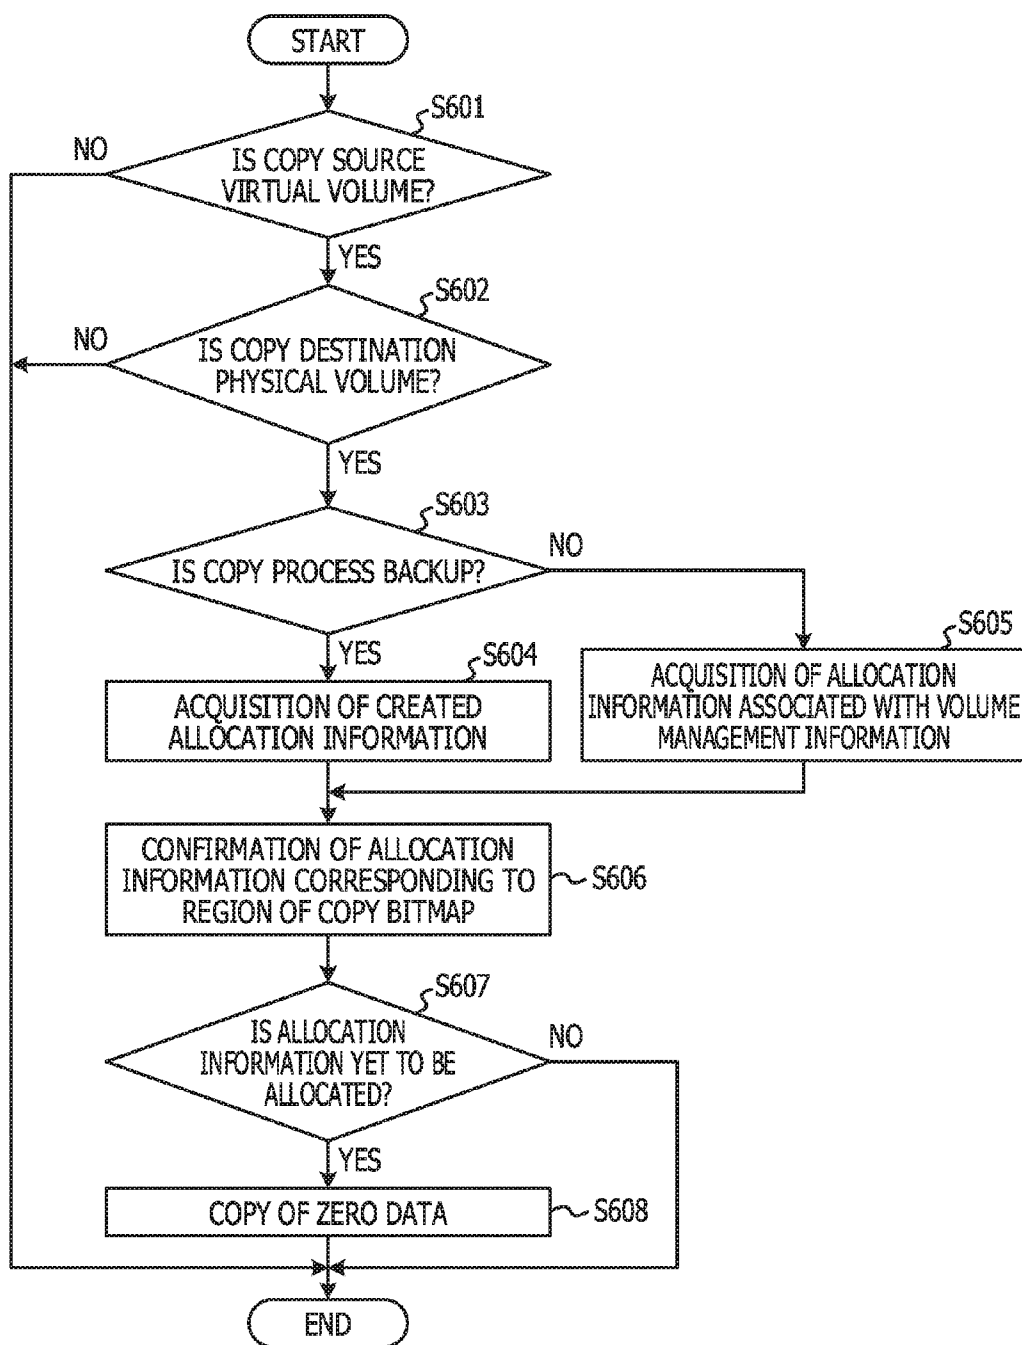 START
S601
NO
IS COPY SOURCE
VIRTUAL VOLUME?
YES
S602
NO
IS COPY DESTINATION
PHYSICAL VOLUME?
YES
S603
NO
IS COPY PROCESS BACKUP?
YES
S604
S605
ACQUISITION OF CREATED
ALLOCATION INFORMATION
ACQUISITION OF ALLOCATION
INFORMATION ASSOCIATED WITH VOLUME
MANAGEMENT INFORMATION
CONFIRMATION OF ALLOCATION
INFORMATION CORRESPONDING TO
REGION OF COPY BITMAP
S606
S607
NO
IS ALLOCATION
INFORMATION YET TO BE
ALLOCATED?
YES
COPY OF ZERO DATA
S608
END